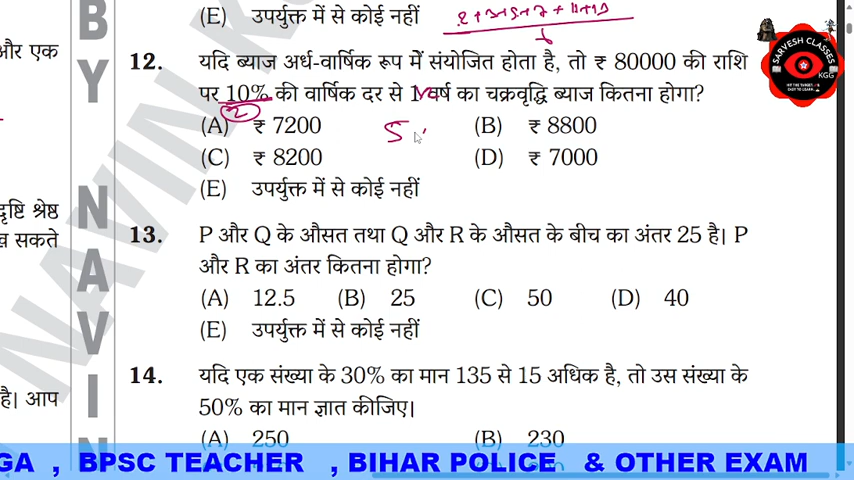 (E) उपर्युक्त में से कोई नहीं
और एक
12. यदि ब्याज अर्ध-वार्षिक रूप में संयोजित होता है, तो ₹ 80000 की राशि
पर 10% की वार्षिक दर से 1 वर्ष का चक्रवृद्धि ब्याज कितना होगा?
2
(A) ₹ 7200 (B) ₹ 8800
5
(C) ₹ 8200 (D) ₹ 7000
(E) उपर्युक्त में से कोई नहीं
दृष्टि श्रेष्ठ
सकते
13. P और Q के औसत तथा Q और R के औसत के बीच का अंतर 25 है। P
और R का अंतर कितना होगा?
(A) 12.5 (B) 25 (C) 50 (D) 40
(E) उपर्युक्त में से कोई नहीं
14. यदि एक संख्या के 30% का मान 135 से 15 अधिक है, तो उस संख्या के
है। आप
50% का मान ज्ञात कीजिए।
(A) 250 (B) 230
BY NAVIN
SARVESH CLASSES
KGG
GA , BPSC TEACHER , BIHAR POLICE & OTHER EXAM